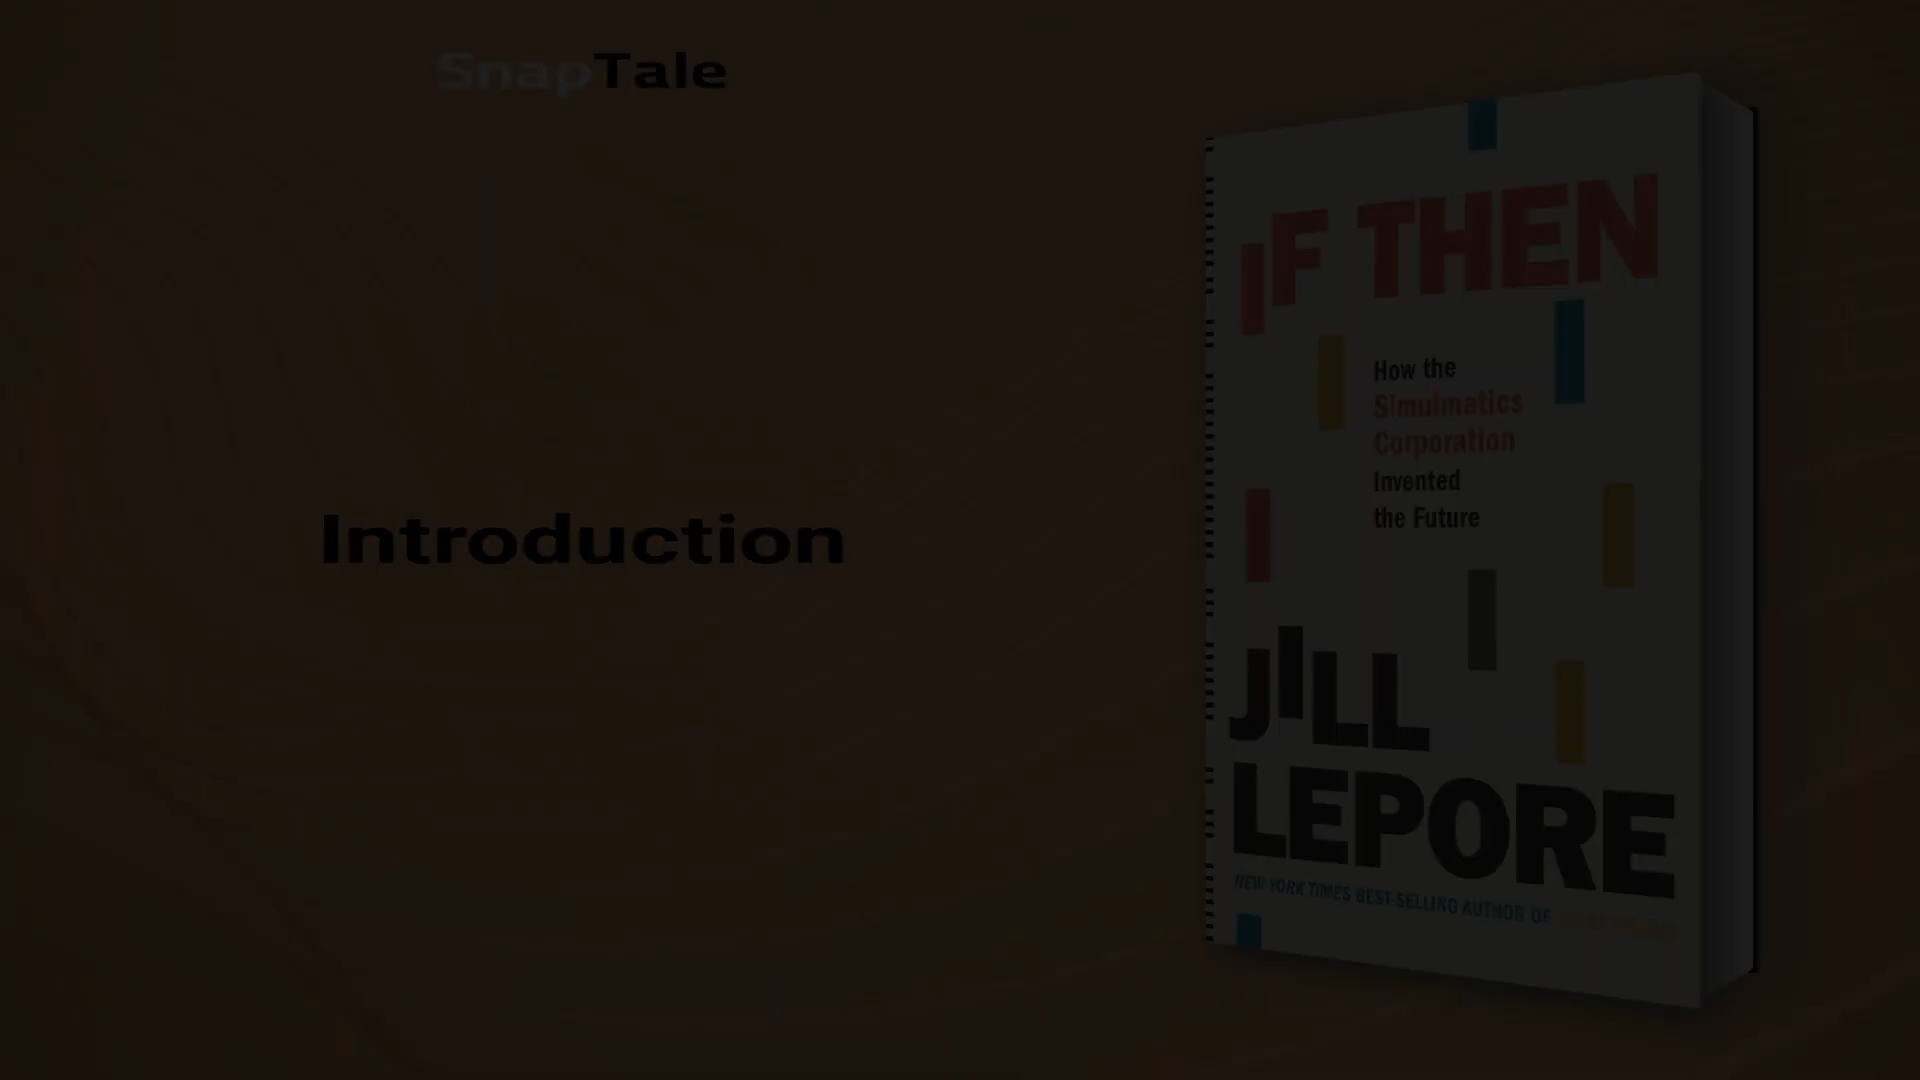 SnapTale
Introduction
IF THEN
How the
Simulmatics
Corporation
Invented
the Future
JILL
LEPORE
NEW YORK TIMES BEST-SELLING AUTHOR OF